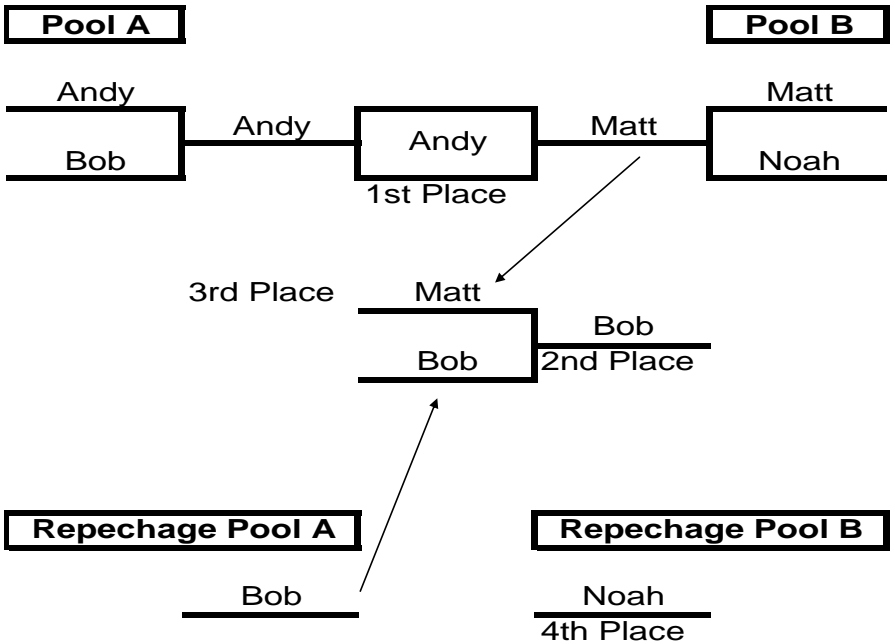 Pool A
Pool B
Andy
Matt
Andy
Andy
Matt
Bob
Noah
1st Place
3rd Place
Matt
Bob
Bob
2nd Place
Repechage Pool A
Repechage Pool B
Bob
Noah
4th Place